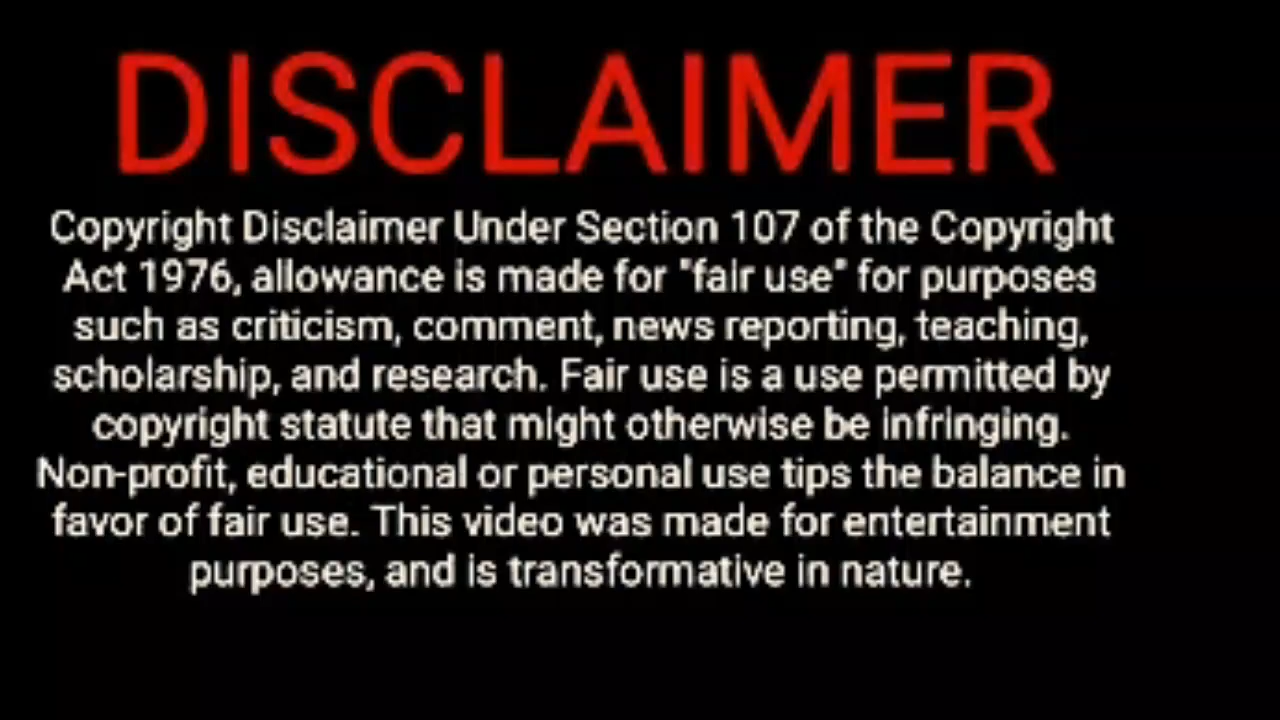 DISCLAIMER
Copyright Disclaimer Under Section 107 of the Copyright
Act 1976, allowance is made for "fair use" for purposes
such as criticism, comment, news reporting, teaching,
scholarship, and research. Fair use is a use permitted by
copyright statute that might otherwise be infringing.
Non-profit, educational or personal use tips the balance in
favor of fair use. This video was made for entertainment
purposes, and is transformative in nature.